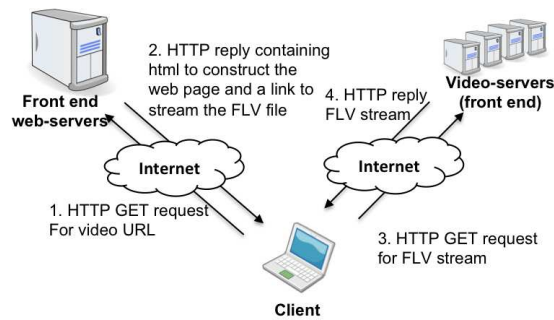 2. HTTP reply containing
html to construct the
web page and a link to
stream the FLV file
Front end
web-servers
Video-servers
(front end)
4. HTTP reply
FLV stream
Internet
Internet
1. HTTP GET request
For video URL
3. HTTP GET request
for FLV stream
Client